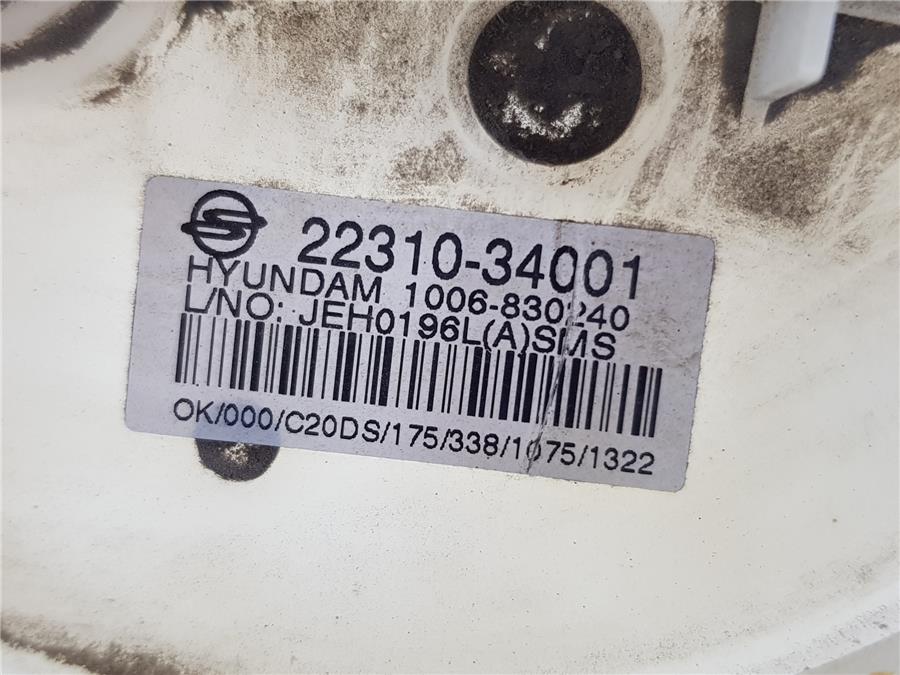 22310-34001
HYUNDAM 1006-830240
L/NO: JEH0196L(A)SMS
OK/000/C20DS/175/338/1075/1322